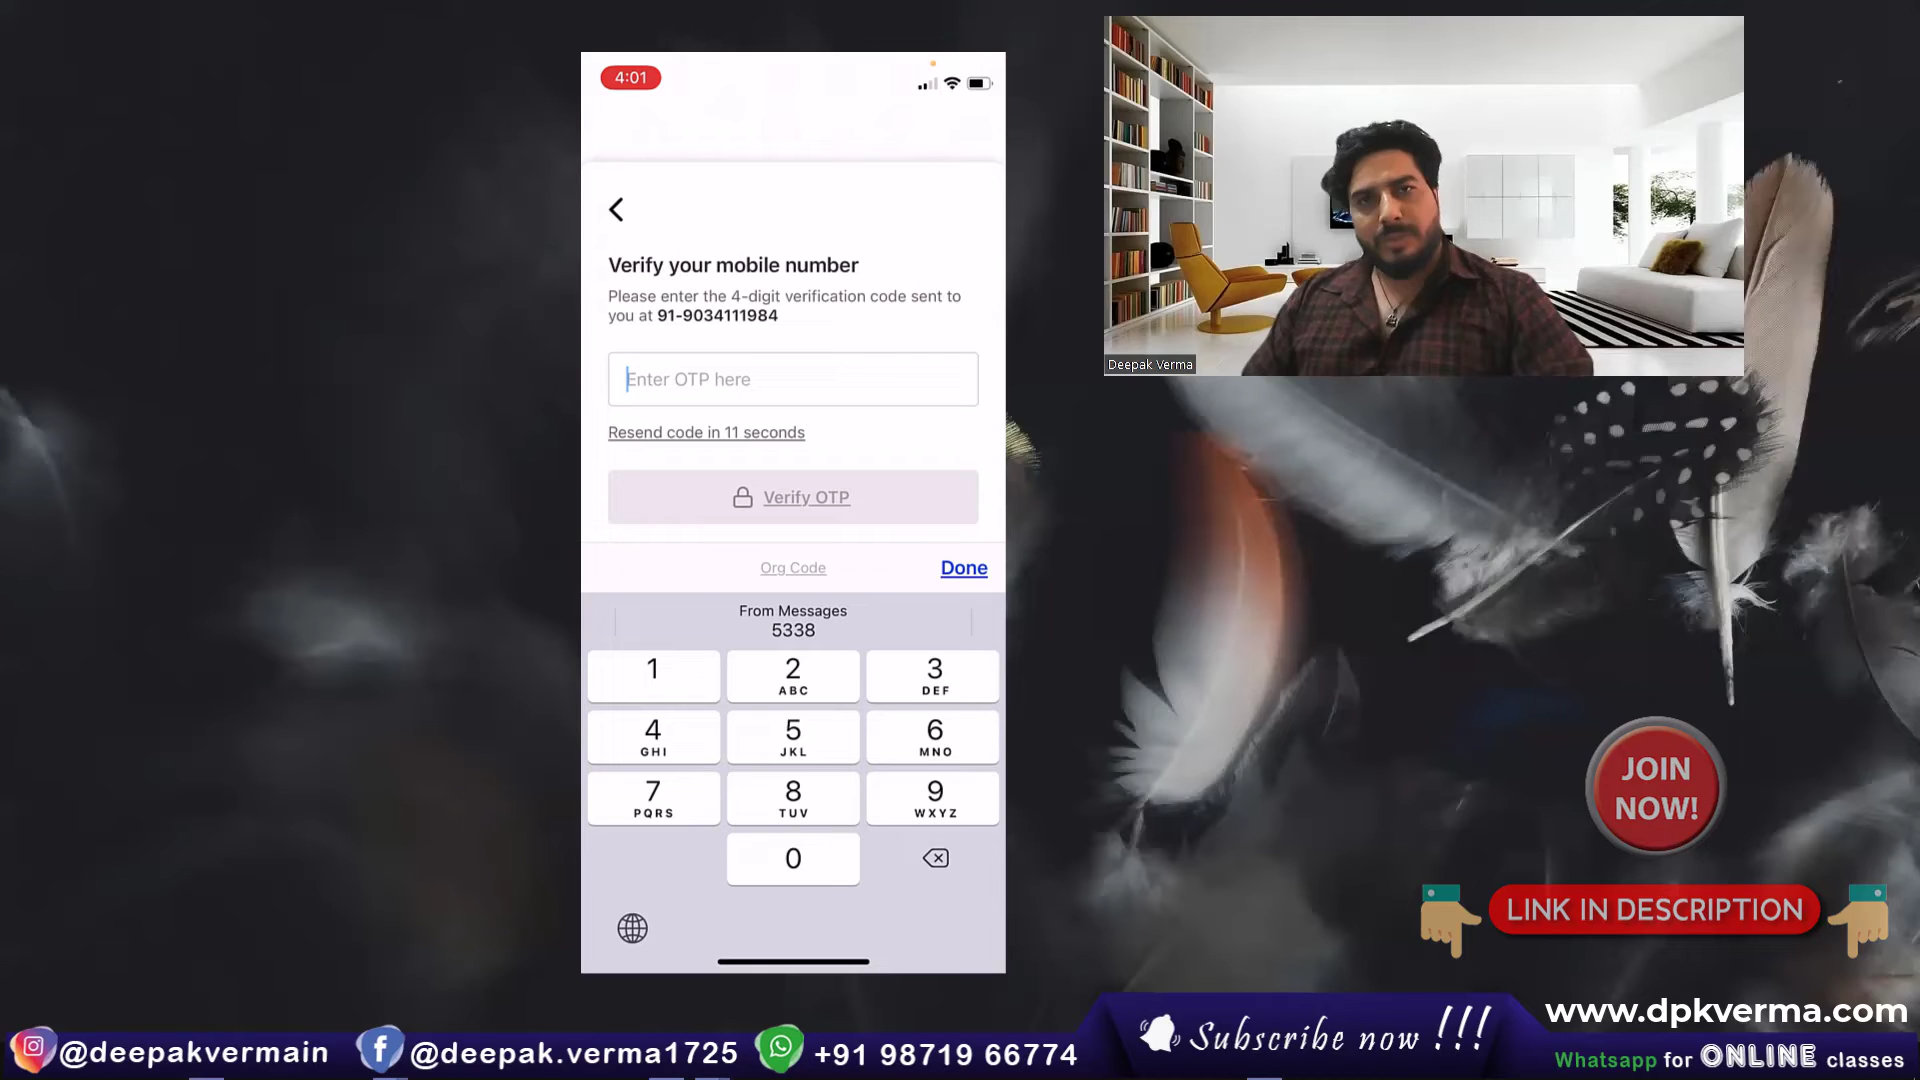 4:01
Verify your mobile number
Please enter the 4-digit verification code sent to
you at 91-9034111984
Enter OTP here
Resend code in 11 seconds
Verify OTP
Org Code
Done
From Messages
5338
1
2
ABC
3
DEF
4
GHI
5
JKL
6
MNO
7
PQRS
8
TUV
9
WXYZ
0
Deepak Verma
JOIN
NOW!
LINK IN DESCRIPTION
@deepakvermain
@deepak.verma1725
+91 98719 66774
Subscribe now !!!
www.dpkverma.com
Whatsapp for ONLINE classes